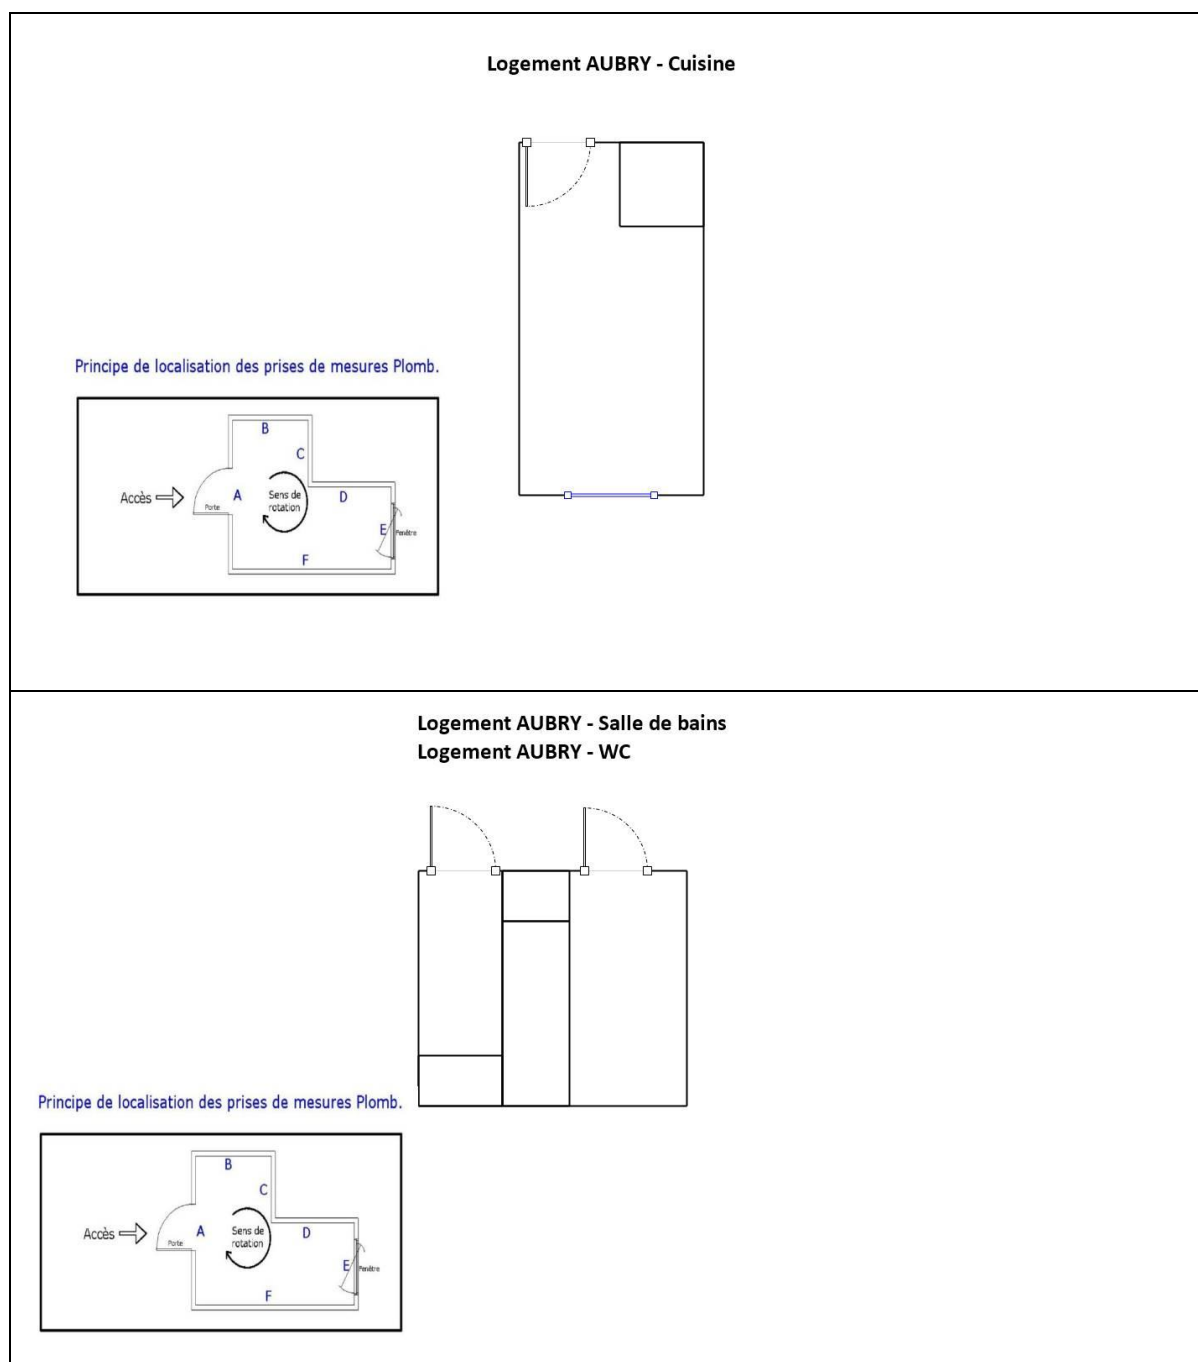 Logement AUBRY - Cuisine
Principe de localisation des prises de mesures Plomb.
B
C
Accès
A
Sens de
rotation
D
Porte
E
Fenêtre
F
Logement AUBRY - Salle de bains
Logement AUBRY - WC
Principe de localisation des prises de mesures Plomb.
B
C
Accès
A
Sens de
rotation
D
Porte
E
Fenêtre
F